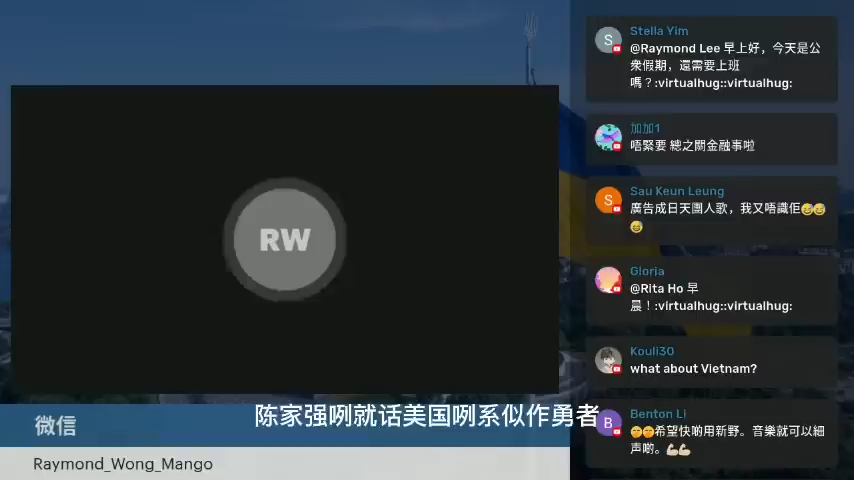 RW
陈家强咧就话美国咧系似作勇者
微信
Raymond_Wong_Mango
S
Stella Yim
@Raymond Lee 早上好，今天是公
眾假期，還需要上班
嗎？:virtualhug::virtualhug:
加加1
唔緊要 總之關金融事啦
S
Sau Keun Leung
廣告成日天團人歌，我又唔識佢😅😅
😅
Gloria
@Rita Ho 早
晨！:virtualhug::virtualhug:
Kouli30
what about Vietnam?
B
Benton Li
🤭🤭希望快啲用新野。音樂就可以細
声啲。💪🏻💪🏻